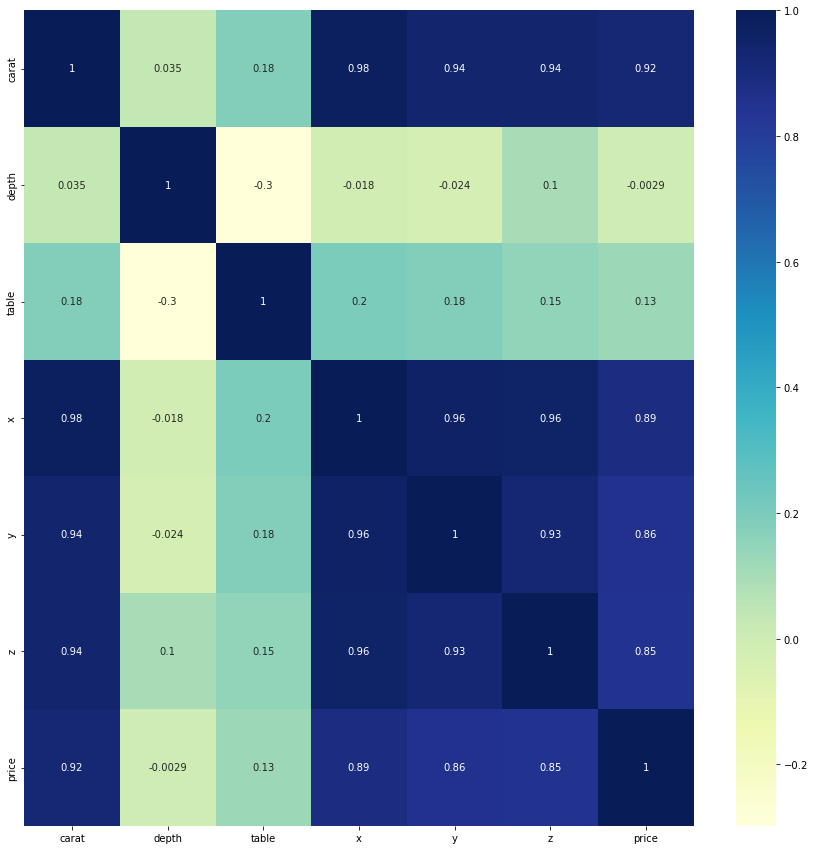 carat 1 0.035 0.18 0.98 0.94 0.94 0.92
depth 0.035 1 -0.3 -0.018 -0.024 0.1 -0.0029
table 0.18 -0.3 1 0.2 0.18 0.15 0.13
x 0.98 -0.018 0.2 1 0.96 0.96 0.89
y 0.94 -0.024 0.18 0.96 1 0.93 0.86
z 0.94 0.1 0.15 0.96 0.93 1 0.85
price 0.92 -0.0029 0.13 0.89 0.86 0.85 1
carat depth table x y z price
1.0
0.8
0.6
0.4
0.2
0.0
−0.2